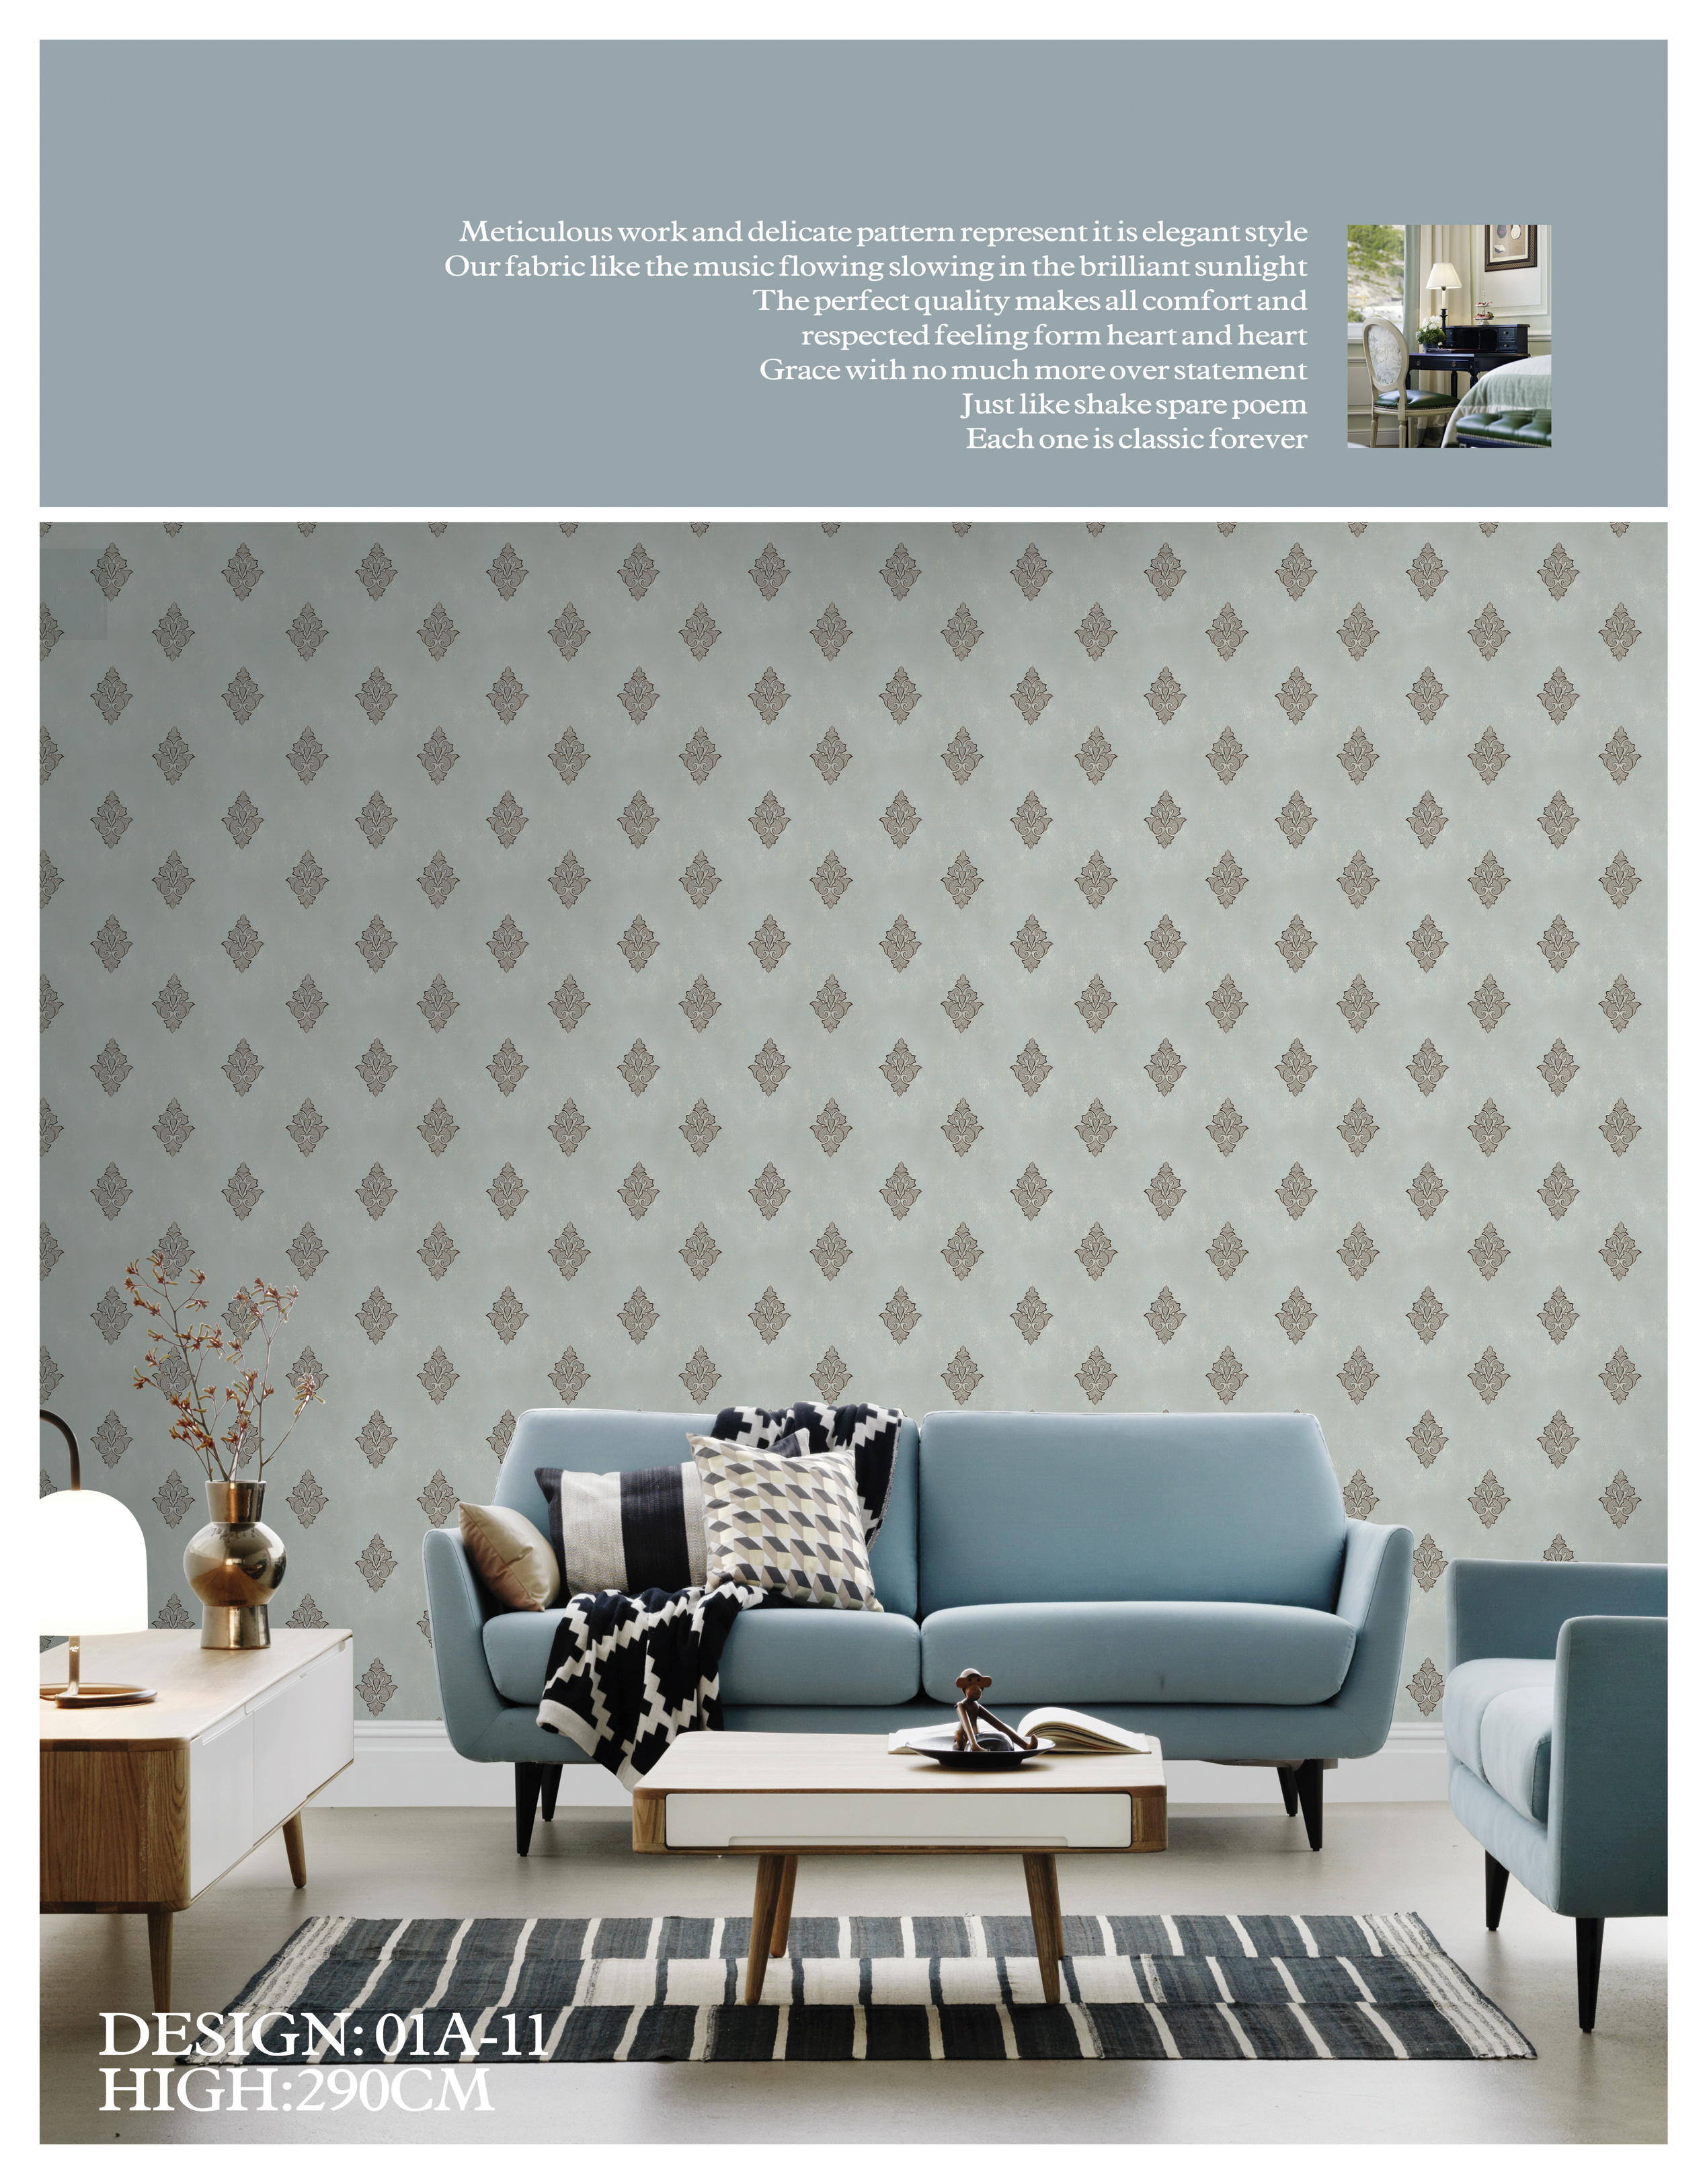 Meticulous work and delicate pattern represent it is elegant style
Our fabric like the music flowing slowing in the brilliant sunlight
The perfect quality makes all comfort and
respected feeling form heart and heart
Grace with no much more over statement
Just like shake spare poem
Each one is classic forever
DESIGN: 01A-11
HIGH:290CM